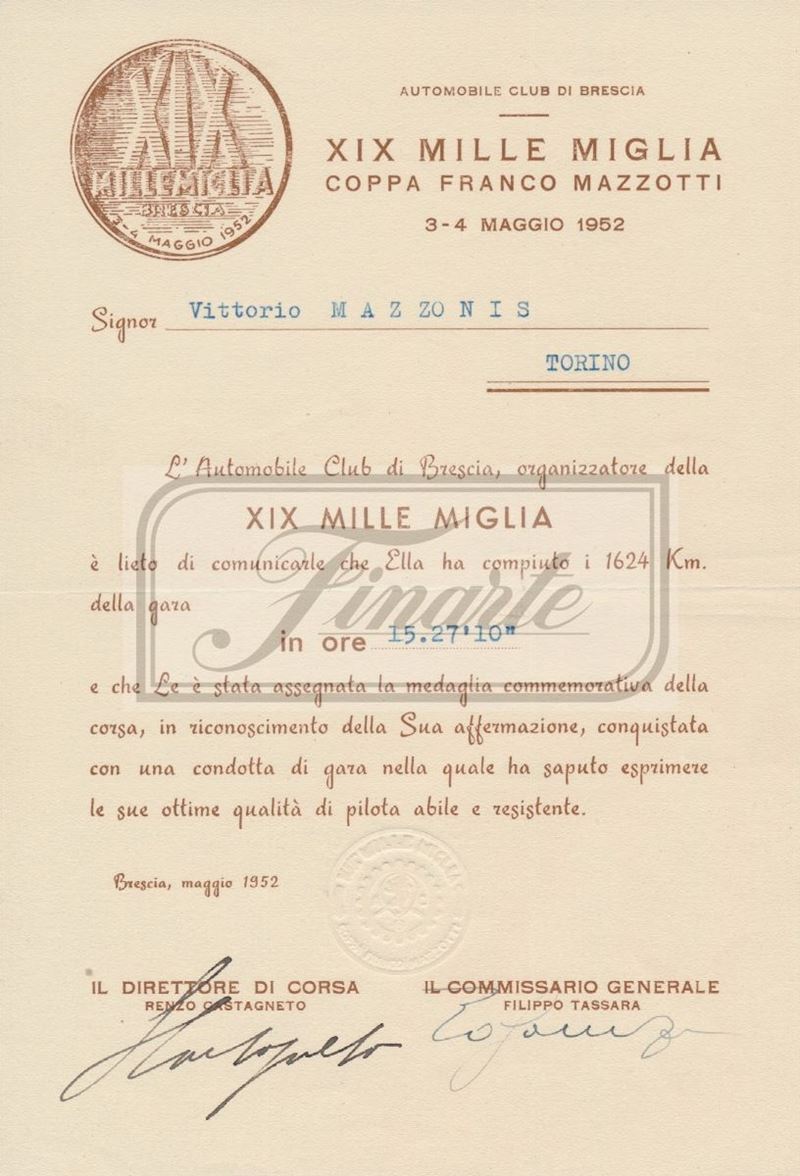 XIX
MILLE MIGLIA
BRESCIA
3-4 MAGGIO 1952
AUTOMOBILE CLUB DI BRESCIA
XIX MILLE MIGLIA
COPPA FRANCO MAZZOTTI
3-4 MAGGIO 1952
Signor Vittorio MAZZONIS
TORINO
L'Automobile Club di Brescia, organizzatore della
XIX MILLE MIGLIA
è lieto di comunicarle che Ella ha compiuto i 1624 Km.
della gara
Finarte
in ore 15.27'10"
e che Le è stata assegnata la medaglia commemorativa della
corsa, in riconoscimento della Sua affermazione, conquistata
con una condotta di gara nella quale ha saputo esprimere
le sue ottime qualità di pilota abile e resistente.
Brescia, maggio 1952
IL DIRETTORE DI CORSA
RENZO CASTAGNETO
IL COMMISSARIO GENERALE
FILIPPO TASSARA